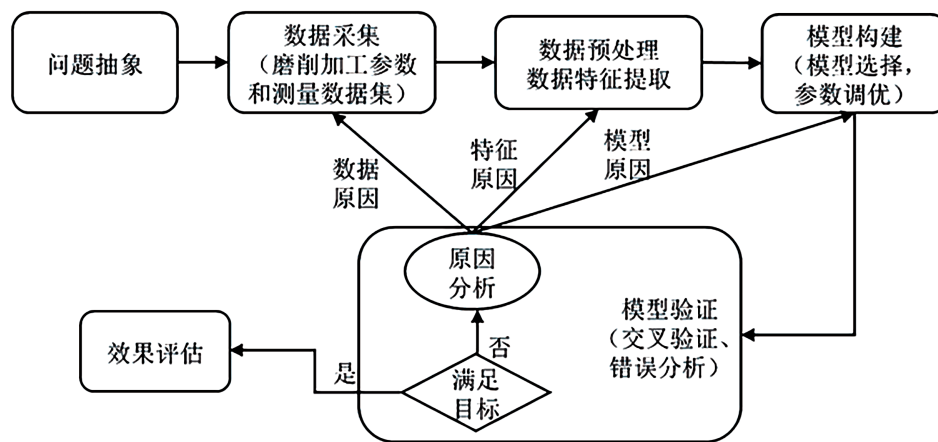 问题抽象
数据采集
（磨削加工参数
和测量数据集）
数据预处理
数据特征提取
模型构建
（模型选择，
参数调优）
数据
原因
特征
原因
模型
原因
原因
分析
模型验证
（交叉验证、
错误分析）
否
满足
目标
是
效果评估